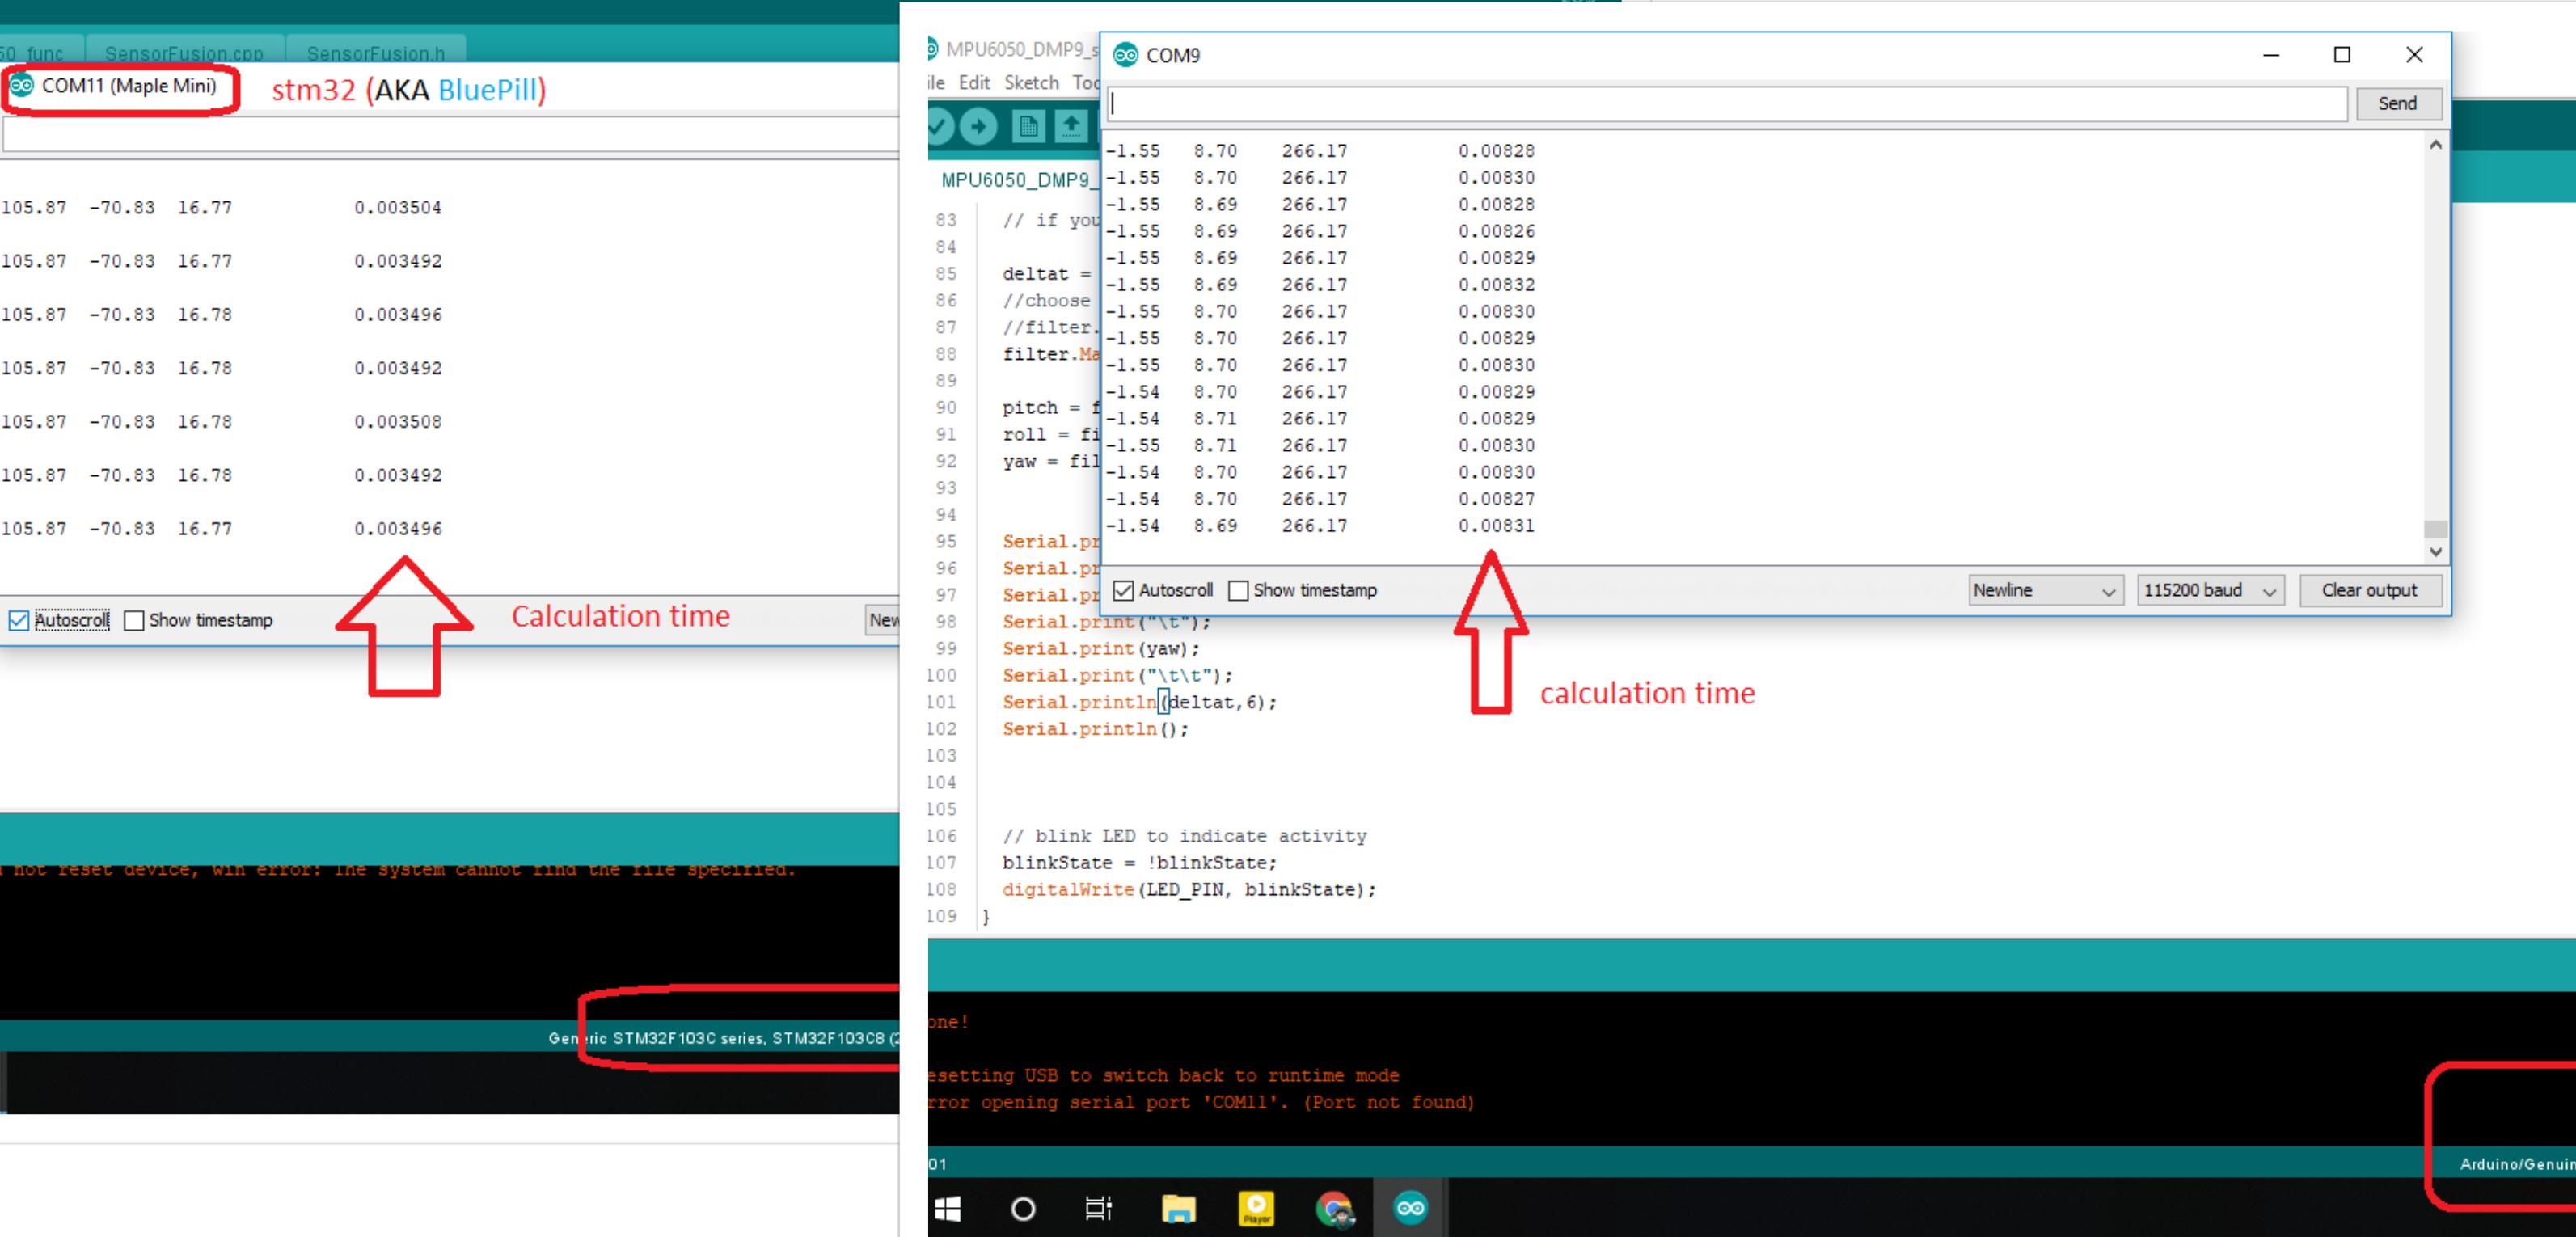 50_func SensorFusion.cpp SensorFusion.h
COM11 (Maple Mini)
stm32 (AKA BluePill)
105.87 -70.83 16.77 0.003504
105.87 -70.83 16.77 0.003492
105.87 -70.83 16.78 0.003496
105.87 -70.83 16.78 0.003492
105.87 -70.83 16.78 0.003508
105.87 -70.83 16.78 0.003492
105.87 -70.83 16.77 0.003496
Calculation time
Autoscroll Show timestamp New
not reset device, win error: The system cannot find the file specified.
Generic STM32F103C series, STM32F103C8 (2
MPU6050_DMP9_s
ile Edit Sketch Too
MPU6050_DMP9_
COM9
Send
-1.55 8.70 266.17 0.00828
-1.55 8.70 266.17 0.00830
-1.55 8.69 266.17 0.00828
-1.55 8.69 266.17 0.00826
-1.55 8.69 266.17 0.00829
-1.55 8.69 266.17 0.00832
-1.55 8.70 266.17 0.00830
-1.55 8.70 266.17 0.00829
-1.55 8.70 266.17 0.00830
-1.54 8.70 266.17 0.00829
-1.54 8.71 266.17 0.00829
-1.55 8.71 266.17 0.00830
-1.54 8.70 266.17 0.00830
-1.54 8.70 266.17 0.00827
-1.54 8.69 266.17 0.00831
Autoscroll Show timestamp Newline 115200 baud Clear output
calculation time
83 // if you
84
85 deltat =
86 //choose
87 //filter.
88 filter.Ma
89
90 pitch = f
91 roll = fi
92 yaw = fil
93
94
95 Serial.pr
96 Serial.pr
97 Serial.pr
98 Serial.print("\t");
99 Serial.print(yaw);
100 Serial.print("\t\t");
101 Serial.println(deltat,6);
102 Serial.println();
103
104
105
106 // blink LED to indicate activity
107 blinkState = !blinkState;
108 digitalWrite(LED_PIN, blinkState);
109 }
one!
esetting USB to switch back to runtime mode
rror opening serial port 'COM11'. (Port not found)
01
Arduino/Genuin
Player